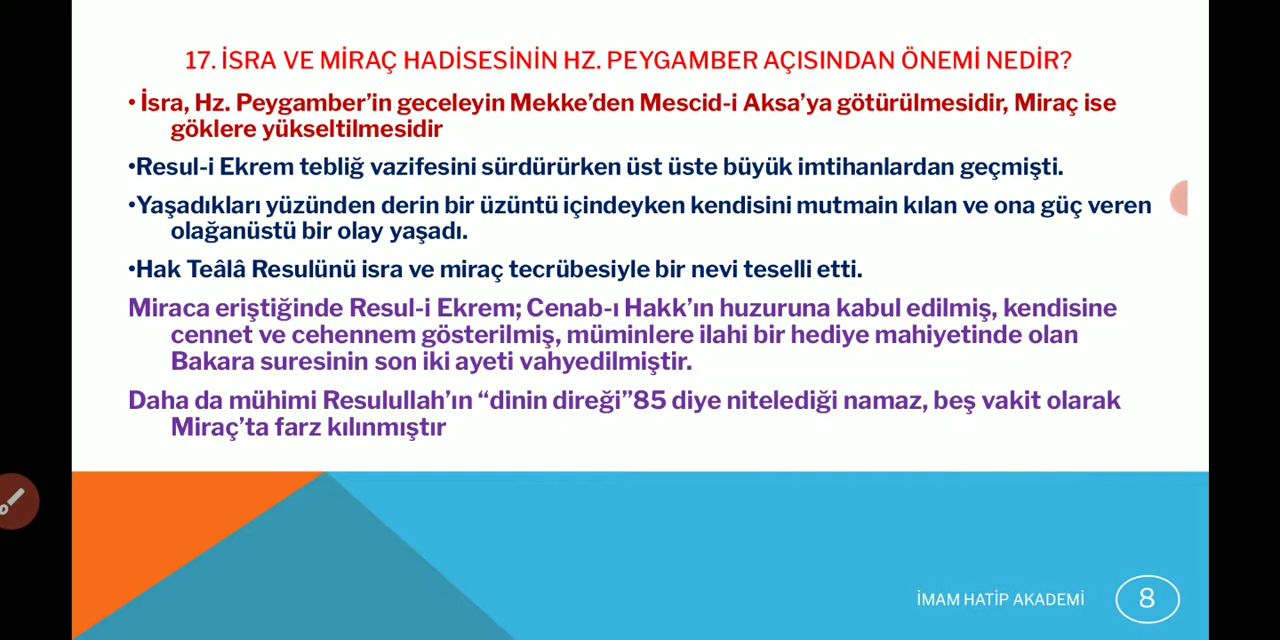 17. İSRA VE MİRAÇ HADİSESİNİN HZ. PEYGAMBER AÇISINDAN ÖNEMİ NEDİR?
• İsra, Hz. Peygamber’in geceleyin Mekke’den Mescid-i Aksa’ya götürülmesidir, Miraç ise
göklere yükseltilmesidir
•Resul-i Ekrem tebliğ vazifesini sürdürürken üst üste büyük imtihanlardan geçmişti.
•Yaşadıkları yüzünden derin bir üzüntü içindeyken kendisini mutmain kılan ve ona güç veren
olağanüstü bir olay yaşadı.
•Hak Teâlâ Resulünü isra ve miraç tecrübesiyle bir nevi teselli etti.
Miraca eriştiğinde Resul-i Ekrem; Cenab-ı Hakk’ın huzuruna kabul edilmiş, kendisine
cennet ve cehennem gösterilmiş, müminlere ilahi bir hediye mahiyetinde olan
Bakara suresinin son iki ayeti vahyedilmiştir.
Daha da mühimi Resulullah’ın “dinin direği”85 diye nitelediği namaz, beş vakit olarak
Miraç’ta farz kılınmıştır
İMAM HATİP AKADEMİ
8